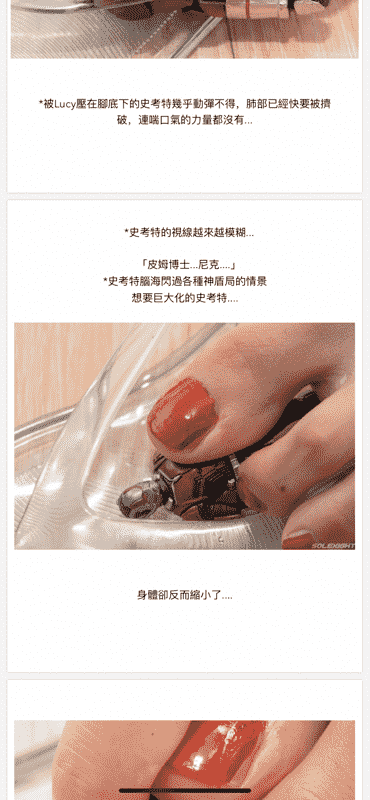 *被Lucy壓在腳底下的史考特幾乎動彈不得，肺部已經快要被擠
破，連喘口氣的力量都沒有...
*史考特的視線越來越模糊...
「皮姆博士...尼克....」
*史考特腦海閃過各種神盾局的情景
想要巨大化的史考特....
SOLEXIGHT
身體卻反而縮小了....